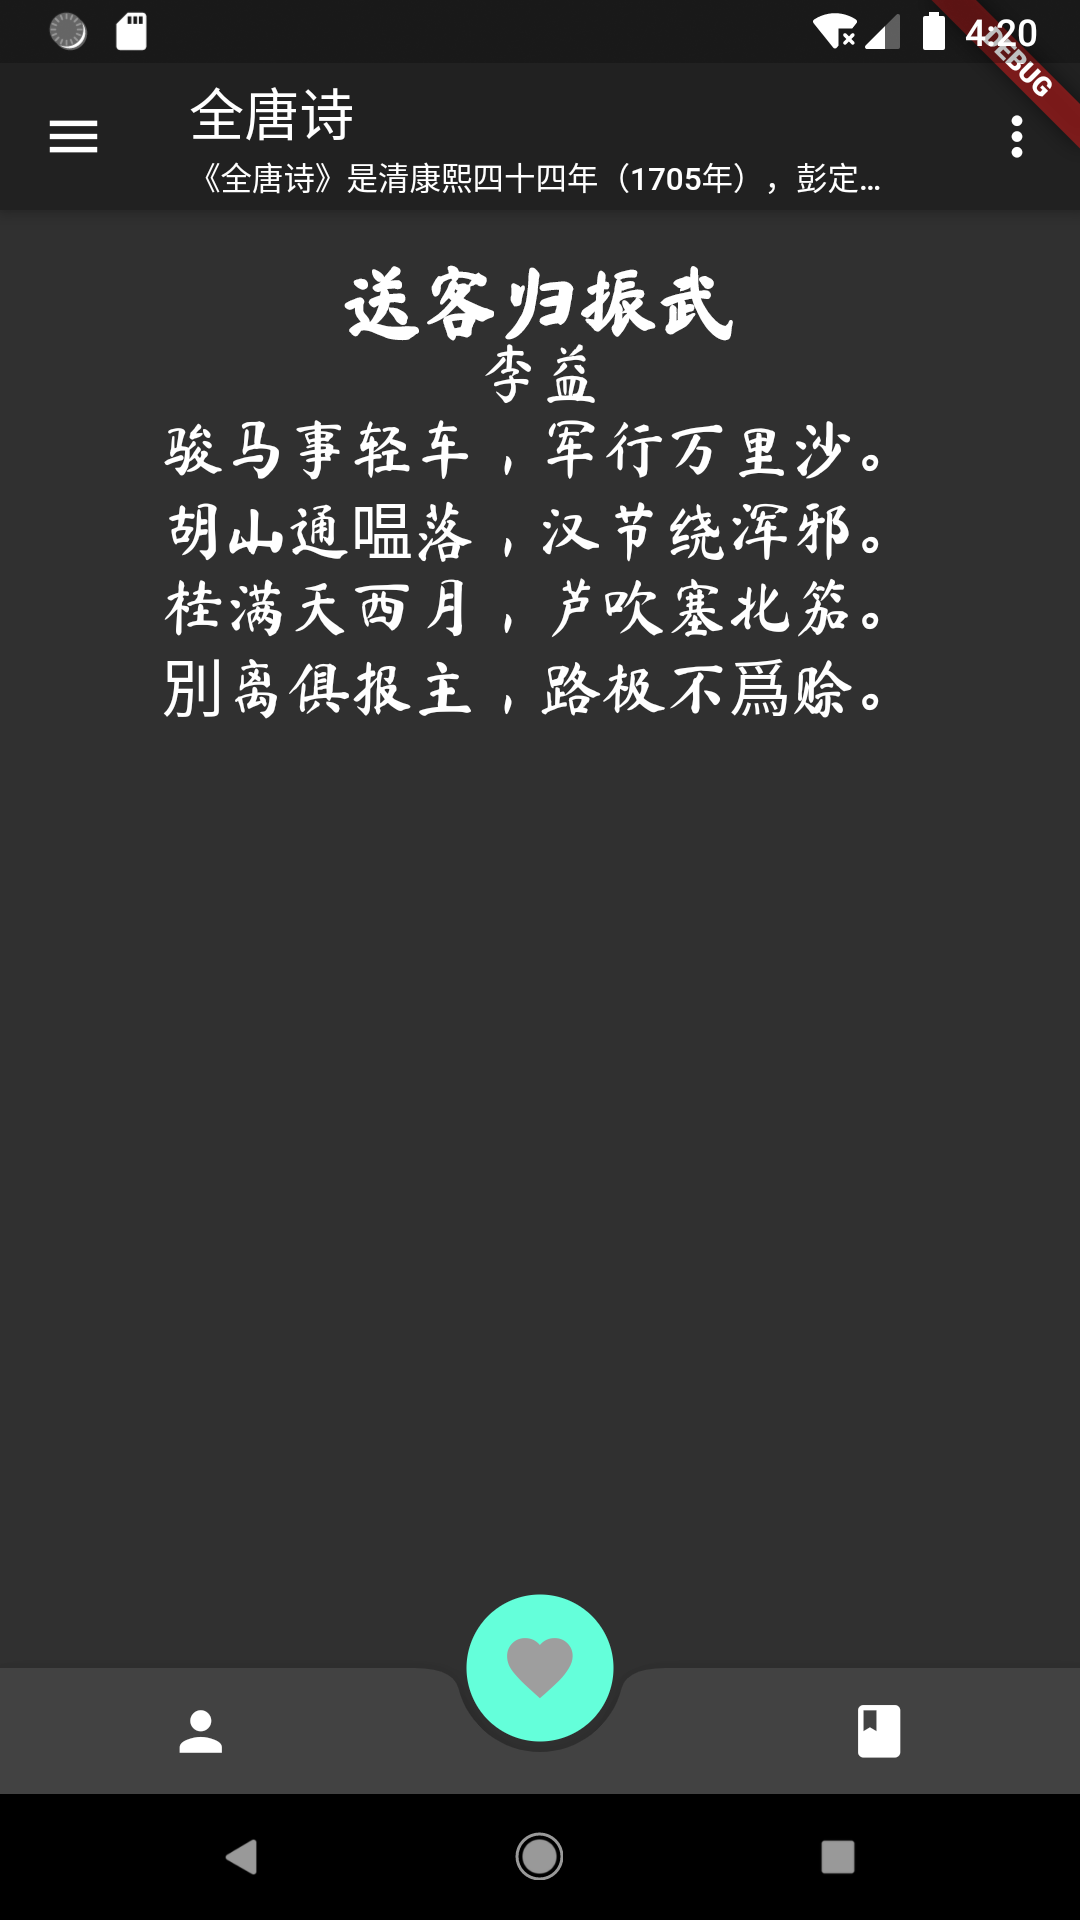 4:20
DEBUG
全唐诗
《全唐诗》是清康熙四十四年（1705年），彭定...
送客归振武
李益
骏马事轻车，军行万里沙。
胡山通嗢落，汉节绕浑邪。
桂满天西月，芦吹塞北笳。
別离俱报主，路极不爲赊。